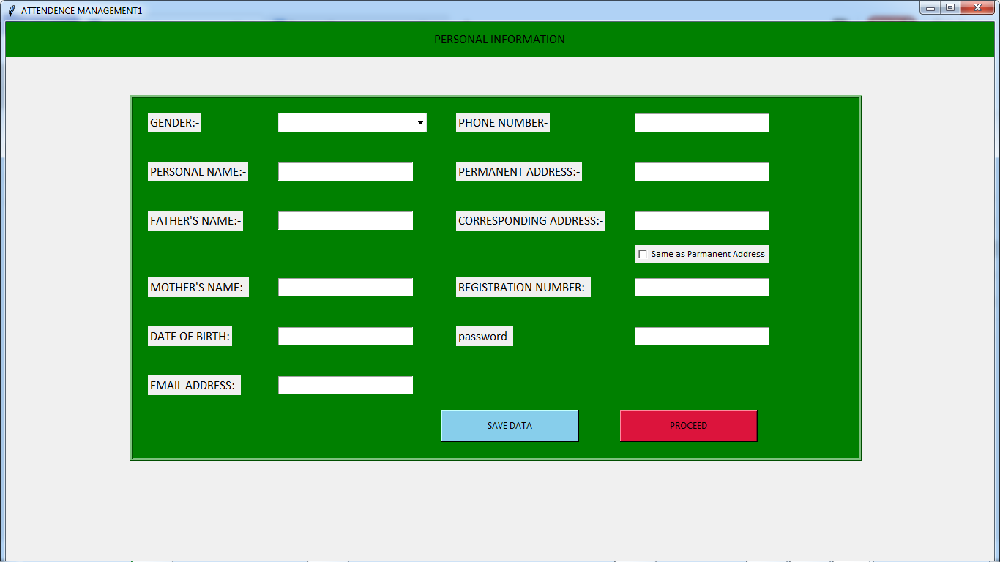 ATTENDENCE MANAGEMENT1
PERSONAL INFORMATION
GENDER:-
PHONE NUMBER-
PERSONAL NAME:-
PERMANENT ADDRESS:-
FATHER'S NAME:-
CORRESPONDING ADDRESS:-
Same as Parmanent Address
MOTHER'S NAME:-
REGISTRATION NUMBER:-
DATE OF BIRTH:
password-
EMAIL ADDRESS:-
SAVE DATA
PROCEED